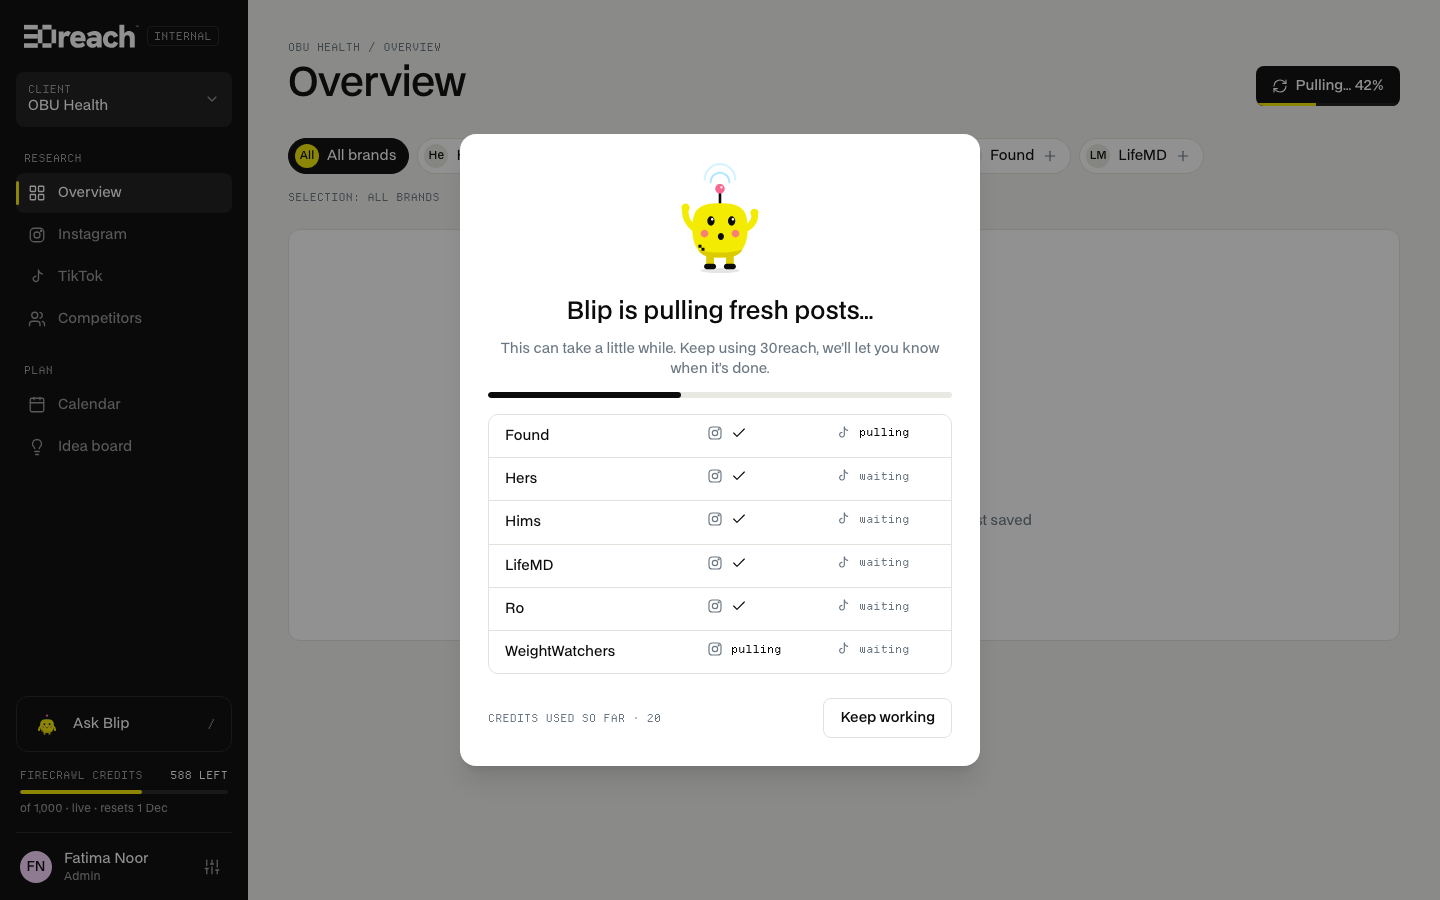 30reach
INTERNAL
CLIENT
OBU Health
RESEARCH
Overview
Instagram
TikTok
Competitors
PLAN
Calendar
Idea board
Ask Blip /
FIRECRAWL CREDITS 588 LEFT
of 1,000 · live · resets 1 Dec
FN
Fatima Noor
Admin
OBU HEALTH / OVERVIEW
Overview
Pulling... 42%
All All brands
He
Found +
LM LifeMD +
SELECTION: ALL BRANDS
saved
Blip is pulling fresh posts...
This can take a little while. Keep using 30reach, we'll let you know
when it's done.
Found pulling
Hers waiting
Hims waiting
LifeMD waiting
Ro waiting
WeightWatchers pulling waiting
CREDITS USED SO FAR · 20
Keep working